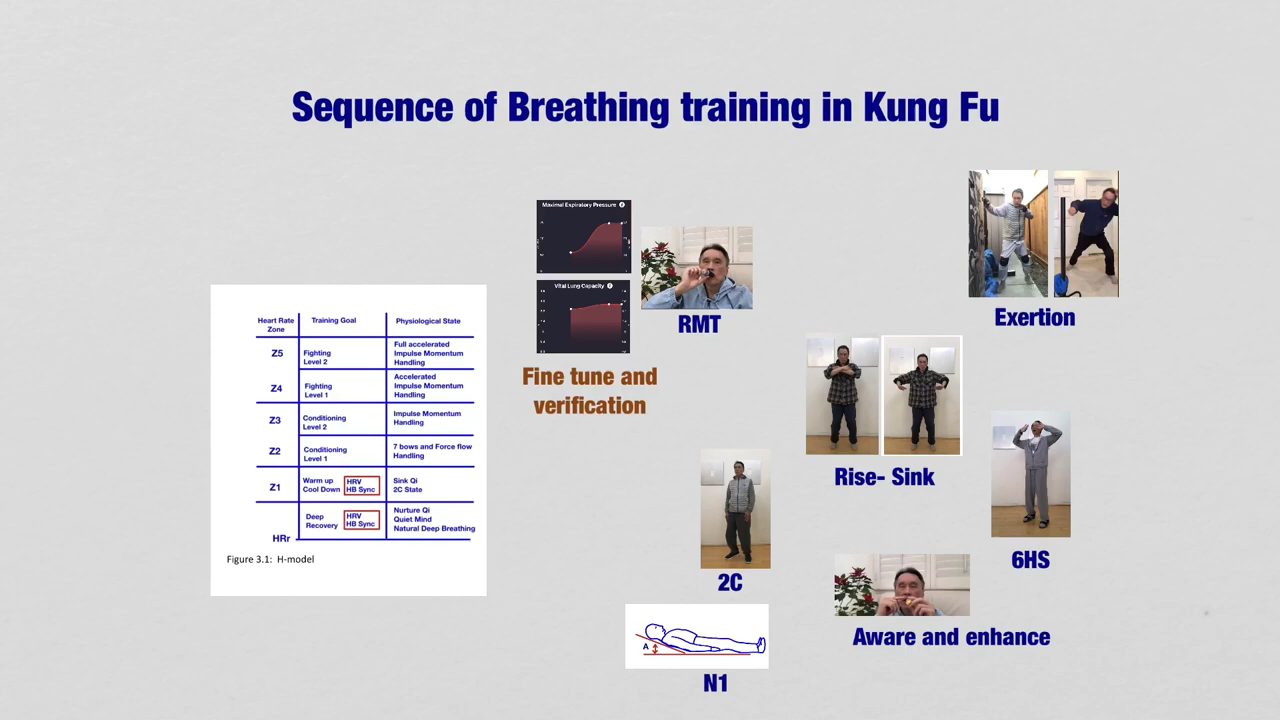 Sequence of Breathing training in Kung Fu
Heart Rate
Zone
Training Goal
Physiological State
Z5
Fighting
Level 2
Full accelerated
Impulse Momentum
Handling
Z4
Fighting
Level 1
Accelerated
Impulse Momentum
Handling
Z3
Conditioning
Level 2
Impulse Momentum
Handling
Z2
Conditioning
Level 1
7 bows and Force flow
Handling
Z1
Warm up
Cool Down
HRV
HB Sync
Sink Qi
2C State
Deep
Recovery
HRV
HB Sync
Nurture Qi
Quiet Mind
Natural Deep Breathing
HRr
Figure 3.1: H-model
Maximal Expiratory Pressure
Vital Lung Capacity
Fine tune and
verification
RMT
Exertion
Rise- Sink
2C
6HS
Aware and enhance
A
N1